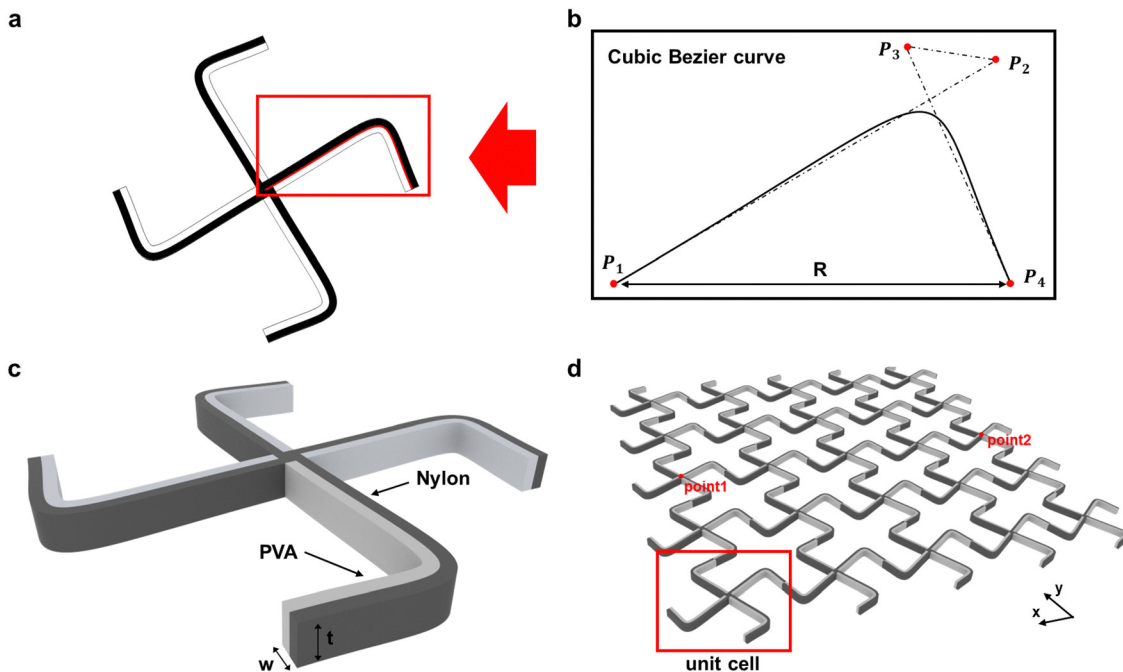 a
b
Cubic Bezier curve
P3
P2
P1
R
P4
c
Nylon
PVA
t
w
d
point2
point1
y
x
unit cell